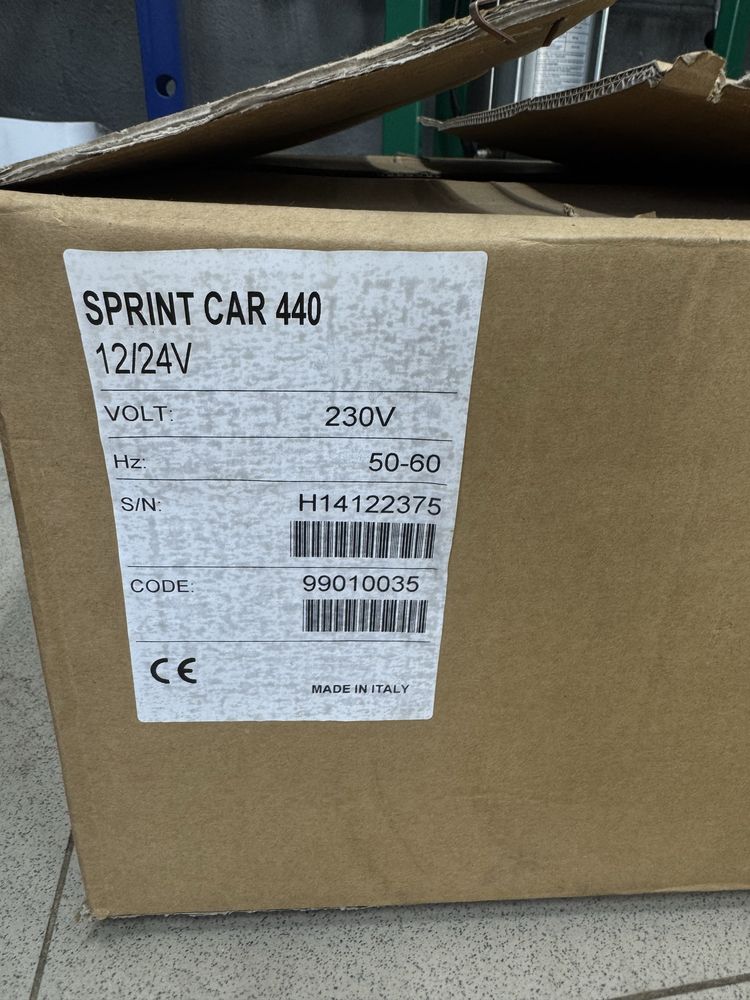 SPRINT CAR 440
12/24V
VOLT: 230V
Hz: 50-60
S/N: H14122375
CODE: 99010035
CE
MADE IN ITALY